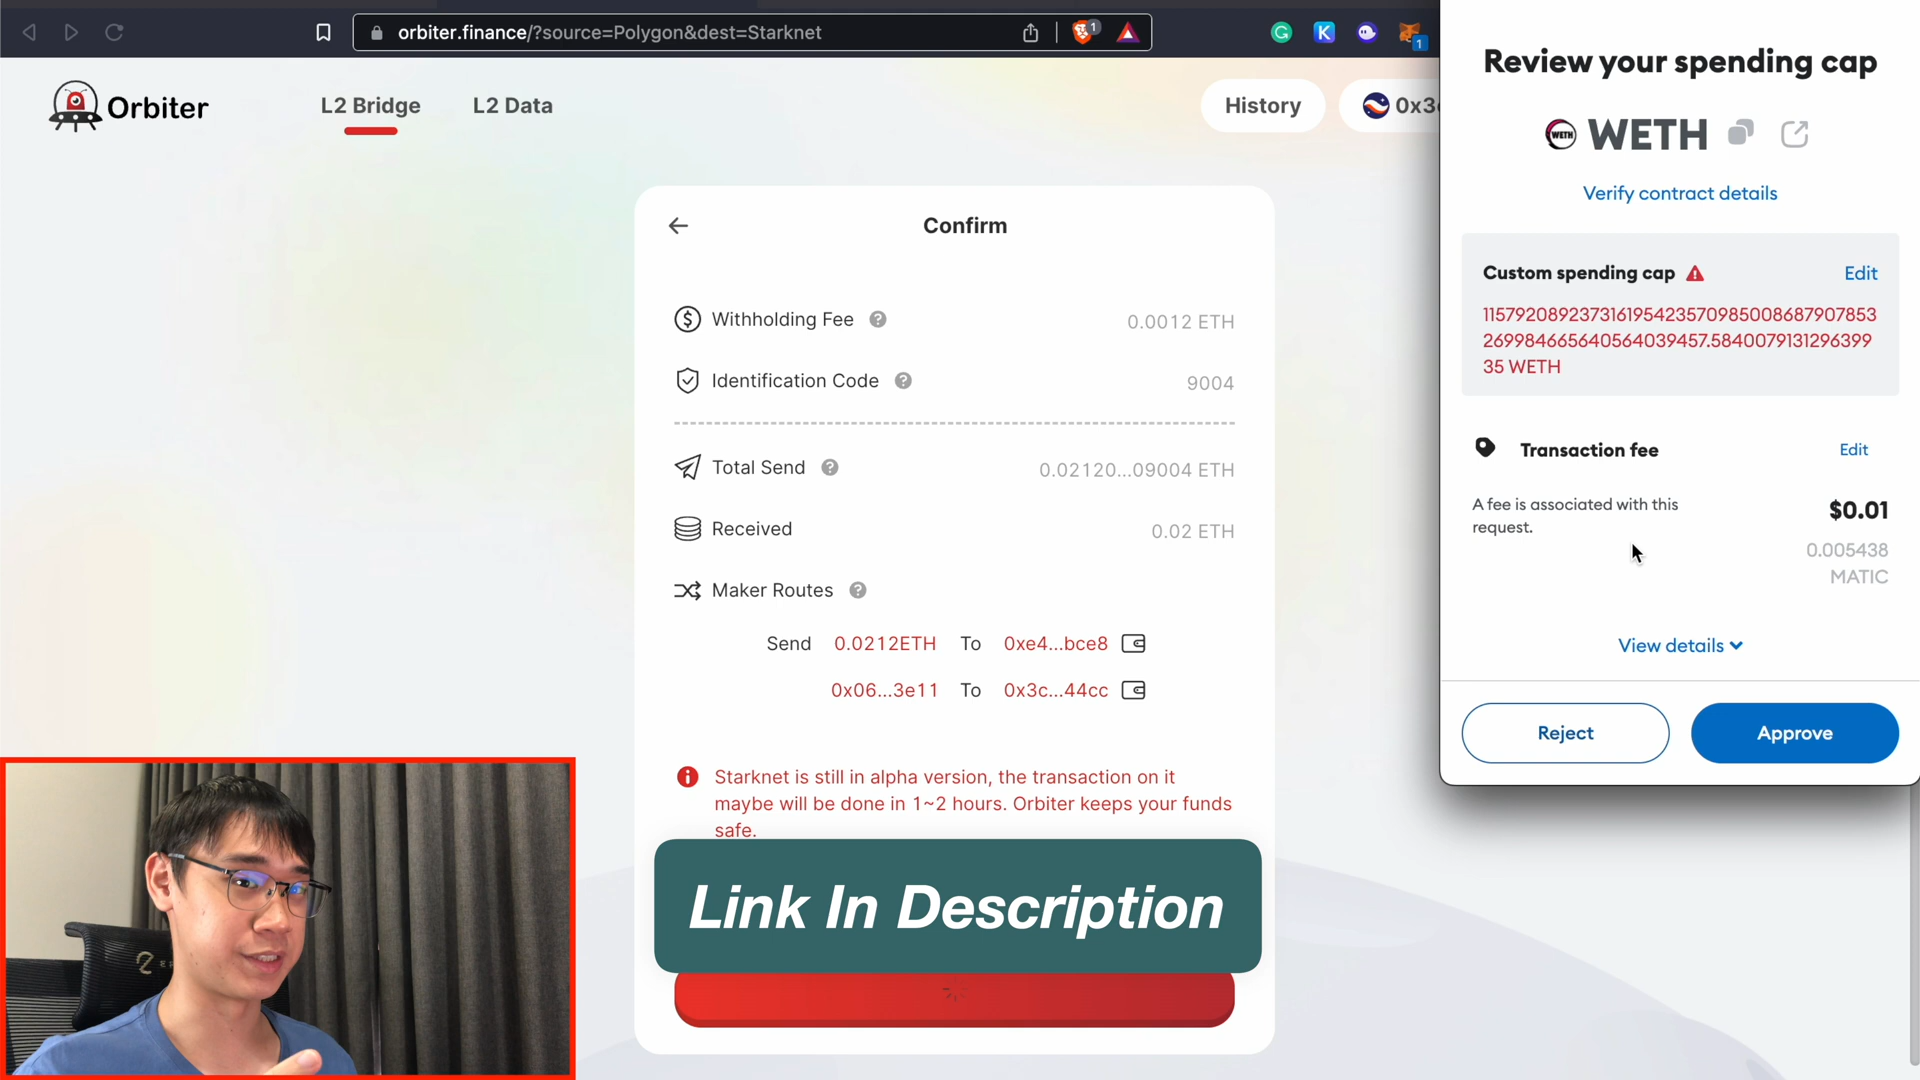 orbiter.finance/?source=Polygon&dest=Starknet
1
1
Orbiter
L2 Bridge
L2 Data
History
0x3
Confirm
Withholding Fee ?
0.0012 ETH
Identification Code ?
9004
Total Send ?
0.02120...09004 ETH
Received
0.02 ETH
Maker Routes ?
Send 0.0212ETH To 0xe4...bce8
0x06...3e11 To 0x3c...44cc
Starknet is still in alpha version, the transaction on it
maybe will be done in 1~2 hours. Orbiter keeps your funds
safe.
Link In Description
Review your spending cap
WETH WETH
Verify contract details
Custom spending cap
Edit
115792089237316195423570985008687907853
269984665640564039457.5840079131296399
35 WETH
Transaction fee
Edit
A fee is associated with this
request.
$0.01
0.005438
MATIC
View details
Reject
Approve